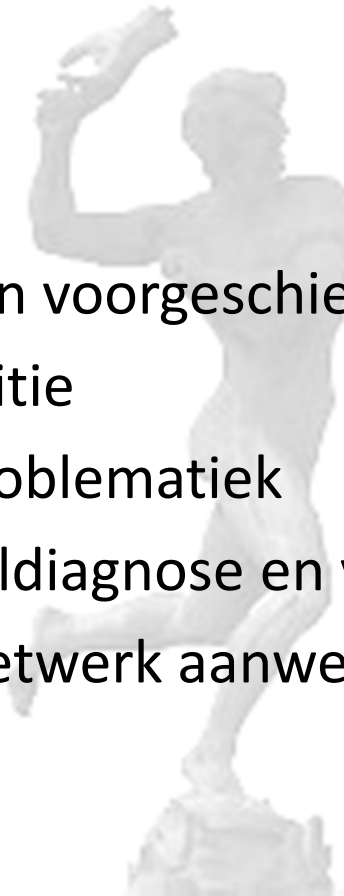 n voorgeschie
itie
oblematiek
ldiagnose en v
etwerk aanwe